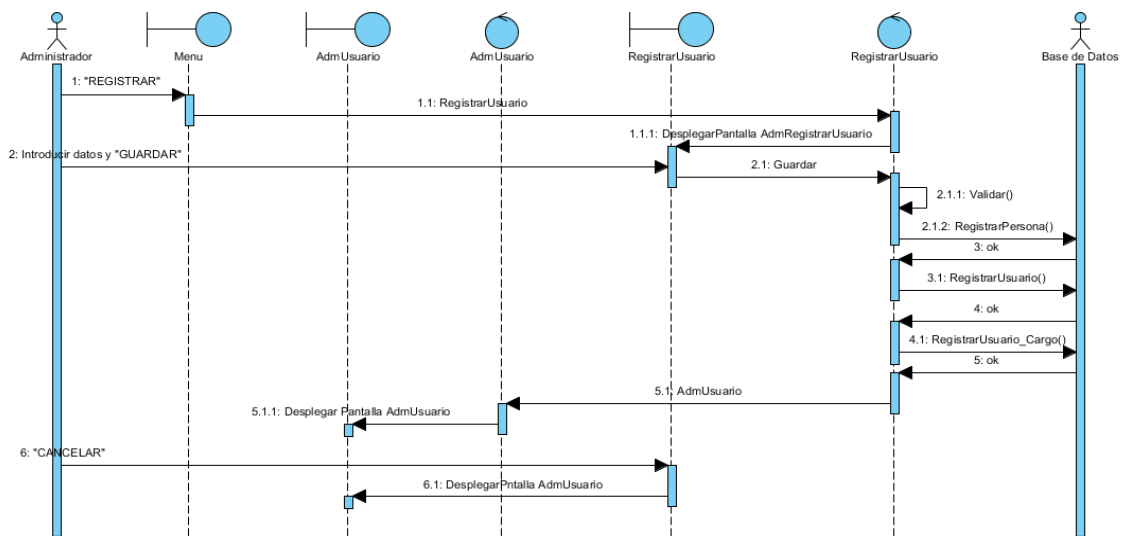 Administrador
Menu
AdmUsuario
AdmUsuario
RegistrarUsuario
RegistrarUsuario
Base de Datos
1: "REGISTRAR"
1.1: RegistrarUsuario
1.1.1: DesplegarPantalla AdmRegistrarUsuario
2: Introducir datos y "GUARDAR"
2.1: Guardar
2.1.1: Validar()
2.1.2: RegistrarPersona()
3: ok
3.1: RegistrarUsuario()
4: ok
4.1: RegistrarUsuario_Cargo()
5: ok
5.1: AdmUsuario
5.1.1: Desplegar Pantalla AdmUsuario
6: "CANCELAR"
6.1: DesplegarPntalla AdmUsuario